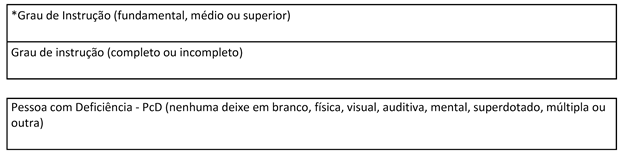 *Grau de Instrução (fundamental, médio ou superior)
Grau de instrução (completo ou incompleto)
Pessoa com Deficiência - PcD (nenhuma deixe em branco, física, visual, auditiva, mental, superdotado, múltipla ou
outra)